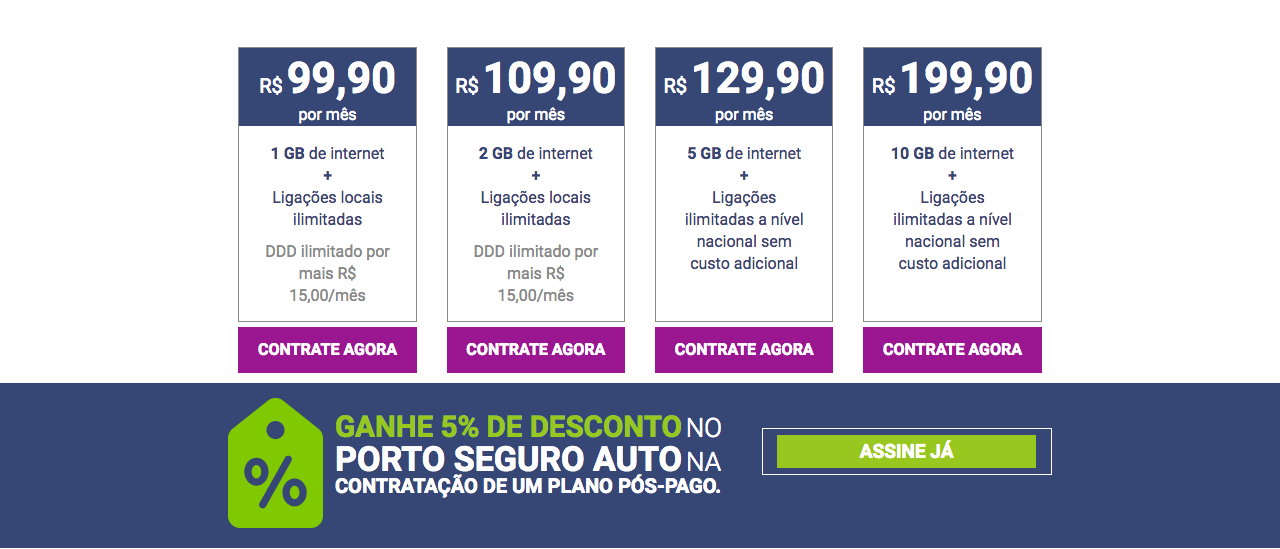 R$ 99,90
por mês
1 GB de internet
+
Ligações locais
ilimitadas
DDD ilimitado por
mais R$
15,00/mês
CONTRATE AGORA
R$ 109,90
por mês
2 GB de internet
+
Ligações locais
ilimitadas
DDD ilimitado por
mais R$
15,00/mês
CONTRATE AGORA
R$ 129,90
por mês
5 GB de internet
+
Ligações
ilimitadas a nível
nacional sem
custo adicional
CONTRATE AGORA
R$ 199,90
por mês
10 GB de internet
+
Ligações
ilimitadas a nível
nacional sem
custo adicional
CONTRATE AGORA
%
GANHE 5% DE DESCONTO NO
PORTO SEGURO AUTO NA
CONTRATAÇÃO DE UM PLANO PÓS-PAGO.
ASSINE JÁ